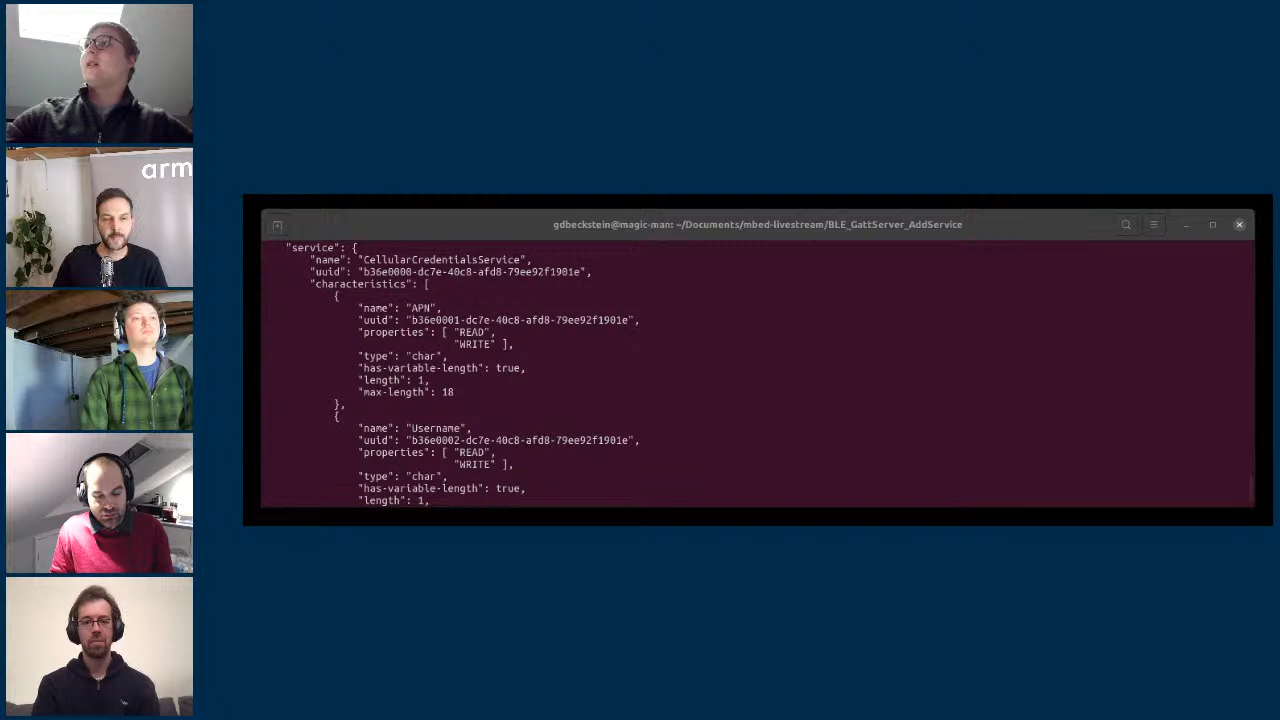 arm
gdbeckstein@magic-man: ~/Documents/mbed-livestream/BLE_GattServer_AddService
"service": {
"name": "CellularCredentialsService",
"uuid": "b36e0000-dc7e-40c8-afd8-79ee92f1901e",
"characteristics": [
{
"name": "APN",
"uuid": "b36e0001-dc7e-40c8-afd8-79ee92f1901e",
"properties": [ "READ",
"WRITE" ],
"type": "char",
"has-variable-length": true,
"length": 1,
"max-length": 18
},
{
"name": "Username",
"uuid": "b36e0002-dc7e-40c8-afd8-79ee92f1901e",
"properties": [ "READ",
"WRITE" ],
"type": "char",
"has-variable-length": true,
"length": 1,